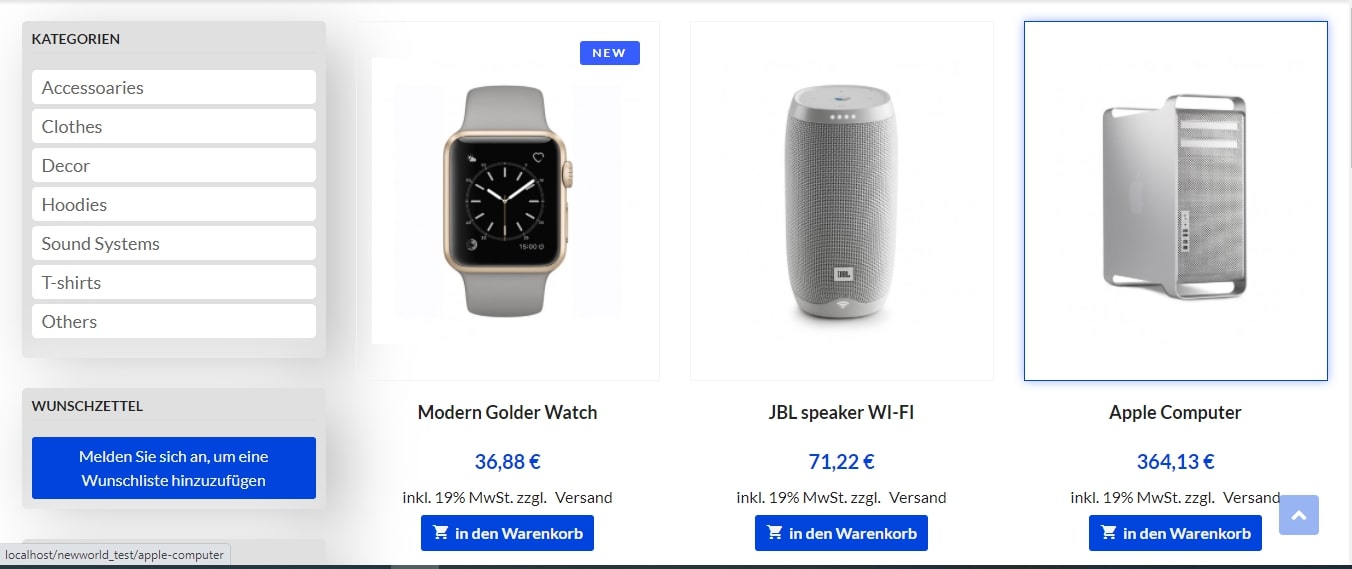 KATEGORIEN
Accessoaries
Clothes
Decor
Hoodies
Sound Systems
T-shirts
Others
WUNSCHZETTEL
Melden Sie sich an, um eine
Wunschliste hinzuzufügen
NEW
15:00
Modern Golder Watch
36,88 €
inkl. 19% MwSt. zzgl. Versand
in den Warenkorb
JBL
JBL speaker WI-FI
71,22 €
inkl. 19% MwSt. zzgl. Versand
in den Warenkorb
Apple Computer
364,13 €
inkl. 19% MwSt. zzgl. Versand
in den Warenkorb
localhost/newworld_test/apple-computer